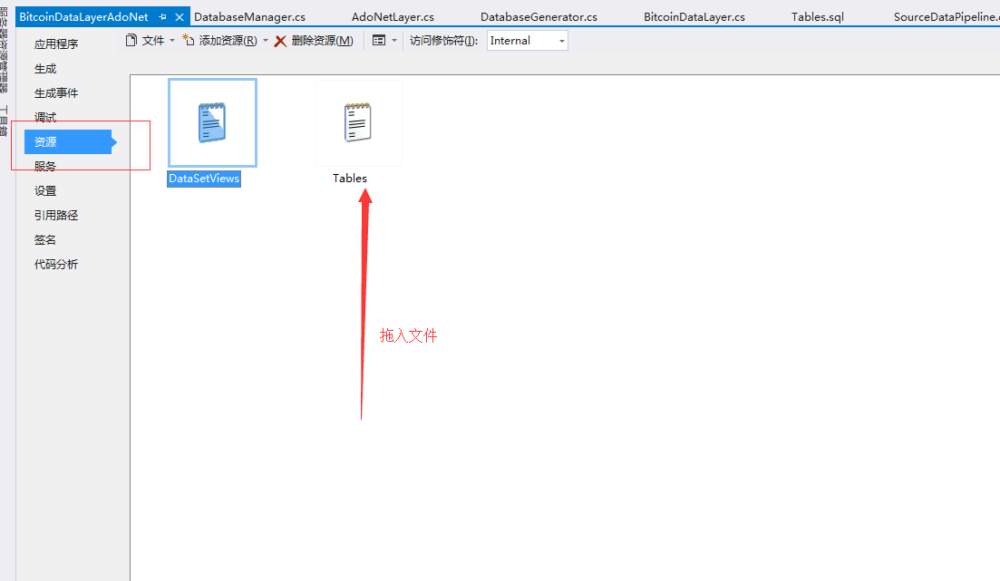 BitcoinDataLayerAdoNet DatabaseManager.cs AdoNetLayer.cs DatabaseGenerator.cs BitcoinDataLayer.cs Tables.sql SourceDataPipeline.
文件 添加资源(R) 删除资源(M) 访问修饰符(I): Internal
应用程序
生成
生成事件
调试
资源
服务
设置
引用路径
签名
代码分析
DataSetViews Tables
拖入文件
服务器资源管理器
工具箱